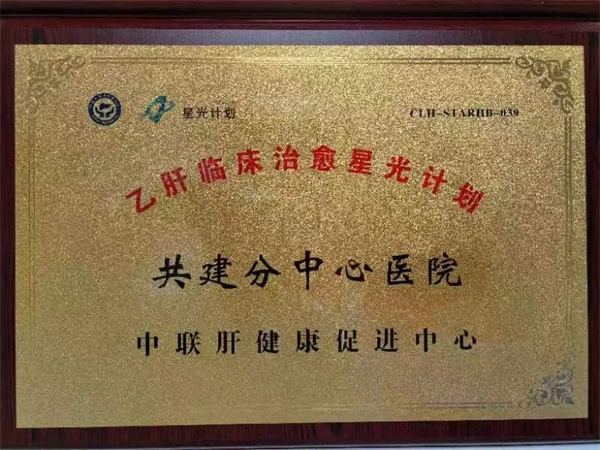 星光计划
CLH-STARHB-039
乙肝临床治愈星光计划
共建分中心医院
中联肝健康促进中心